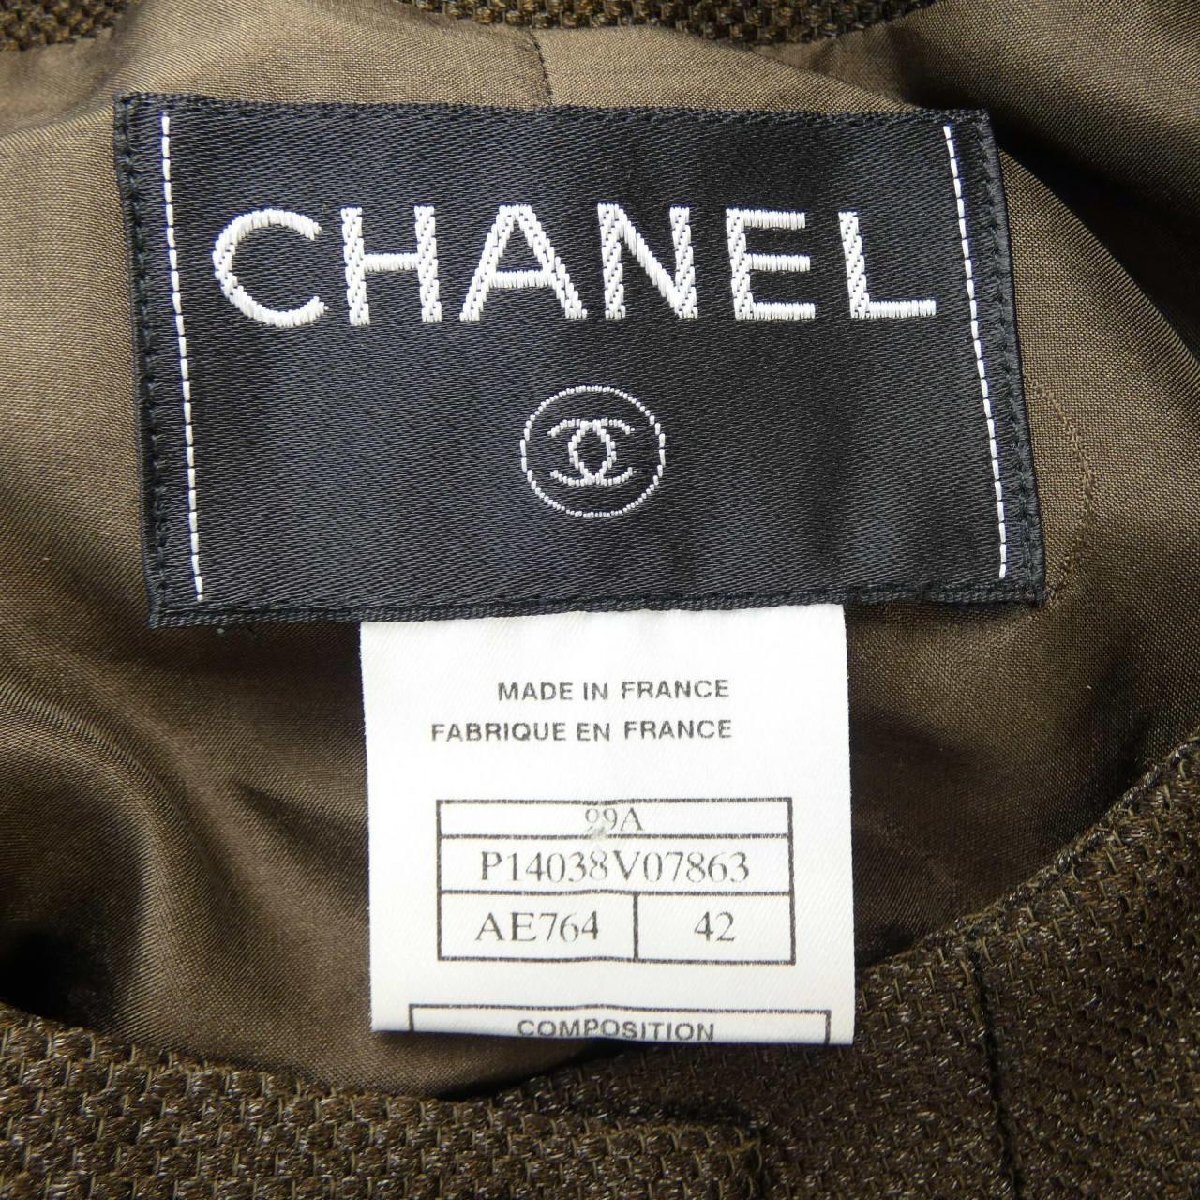 CHANEL
MADE IN FRANCE
FABRIQUE EN FRANCE
99A
P14038V07863
AE764 42
COMPOSITION